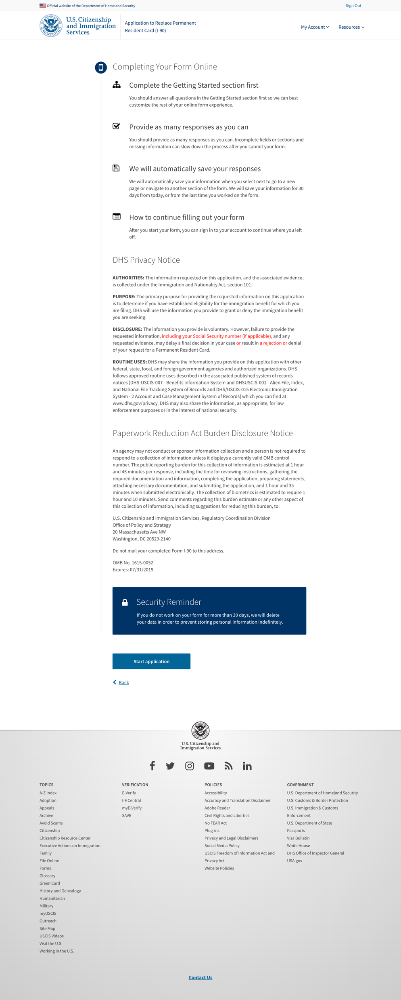 Official website of the Department of Homeland Security
Sign Out
U.S. Citizenship
and Immigration
Services
Application to Replace Permanent
Resident Card (I-90)
My Account
Resources
Completing Your Form Online
Complete the Getting Started section first
You should answer all questions in the Getting Started section first so we can best
customize the rest of your online form experience.
Provide as many responses as you can
You should provide as many responses as you can. Incomplete fields or sections and
missing information can slow down the process after you submit your form.
We will automatically save your responses
We will automatically save your information when you select next to go to a new
page or navigate to another section of the form. We will save your information for 30
days from today, or from the last time you worked on the form.
How to continue filling out your form
After you start your form, you can sign in to your account to continue where you left
off.
DHS Privacy Notice
AUTHORITIES: The information requested on this application, and the associated evidence,
is collected under the Immigration and Nationality Act, section 101.
PURPOSE: The primary purpose for providing the requested information on this application
is to determine if you have established eligibility for the immigration benefit for which you
are filing. DHS will use the information you provide to grant or deny the immigration benefit
you are seeking.
DISCLOSURE: The information you provide is voluntary. However, failure to provide the
requested information, including your Social Security number (if applicable), and any
requested evidence, may delay a final decision in your case or result in a rejection or denial
of your request for a Permanent Resident Card.
ROUTINE USES: DHS may share the information you provide on this application with other
federal, state, local, and foreign government agencies and authorized organizations. DHS
follows approved routine uses described in the associated published system of records
notices [DHS-USCIS-007 - Benefits Information System and DHSUSCIS-001 - Alien File, Index,
and National File Tracking System of Records and DHS/USCIS-015 Electronic Immigration
System - 2 Account and Case Management System of Records] which you can find at
www.dhs.gov/privacy. DHS may also share the information, as appropriate, for law
enforcement purposes or in the interest of national security.
Paperwork Reduction Act Burden Disclosure Notice
An agency may not conduct or sponsor information collection and a person is not required to
respond to a collection of information unless it displays a currently valid OMB control
number. The public reporting burden for this collection of information is estimated at 1 hour
and 45 minutes per response, including the time for reviewing instructions, gathering the
required documentation and information, completing the application, preparing statements,
attaching necessary documentation, and submitting the application, and 1 hour and 35
minutes when submitted electronically. The collection of biometrics is estimated to require 1
hour and 10 minutes. Send comments regarding this burden estimate or any other aspect of
this collection of information, including suggestions for reducing this burden, to:
U.S. Citizenship and Immigration Services, Regulatory Coordination Division
Office of Policy and Strategy
20 Massachusetts Ave NW
Washington, DC 20529-2140
Do not mail your completed Form I-90 to this address.
OMB No. 1615-0052
Expires: 07/31/2019
Security Reminder
If you do not work on your form for more than 30 days, we will delete
your data in order to prevent storing personal information indefinitely.
Start application
Back
U.S. Citizenship and
Immigration Services
TOPICS
A-Z Index
Adoption
Appeals
Archive
Avoid Scams
Citizenship
Citizenship Resource Center
Executive Actions on Immigration
Family
File Online
Forms
Glossary
Green Card
History and Genealogy
Humanitarian
Military
myUSCIS
Outreach
Site Map
USCIS Videos
Visit the U.S.
Working in the U.S.
VERIFICATION
E-Verify
I-9 Central
myE-Verify
SAVE
POLICIES
Accessibility
Accuracy and Translation Disclaimer
Adobe Reader
Civil Rights and Liberties
No FEAR Act
Plug-ins
Privacy and Legal Disclaimers
Social Media Policy
USCIS Freedom of Information Act and
Privacy Act
Website Policies
GOVERNMENT
U.S. Department of Homeland Security
U.S. Customs & Border Protection
U.S. Immigration & Customs
Enforcement
U.S. Department of State
Passports
Visa Bulletin
White House
DHS Office of Inspector General
USA.gov
Contact Us